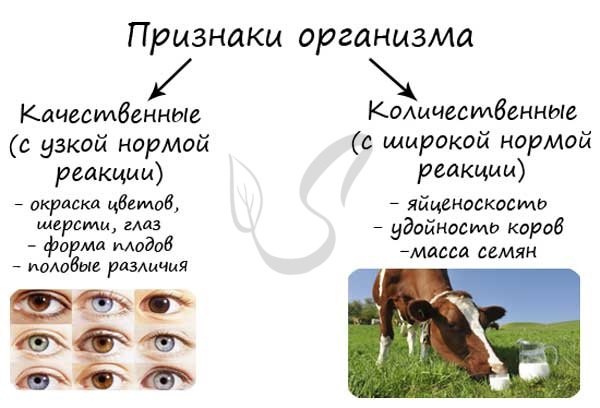 Признаки организма
Качественные
(с узкой нормой
реакции)
- окраска цветов,
шерсти, глаз
- форма плодов
- половые различия
Количественные
(с широкой нормой
реакции)
- яйценоскость
- удойность коров
-масса семян